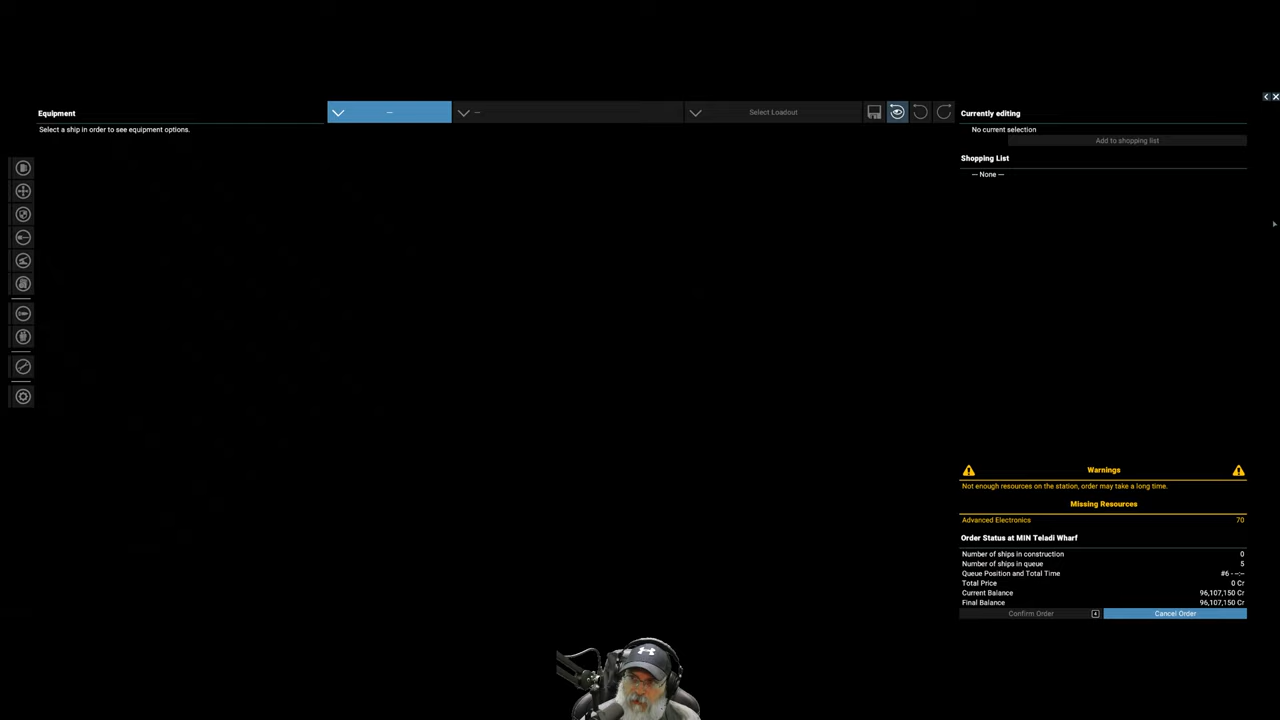 Equipment
Select a ship in order to see equipment options.
—
—
Select Loadout
Currently editing
No current selection
Add to shopping list
Shopping List
— None —
Warnings
Not enough resources on the station, order may take a long time.
Missing Resources
Advanced Electronics 70
Order Status at MIN Teladi Wharf
Number of ships in construction 0
Number of ships in queue 5
Queue Position and Total Time #6 - --:--
Total Price 0 Cr
Current Balance 96,107,150 Cr
Final Balance 96,107,150 Cr
Confirm Order
Cancel Order